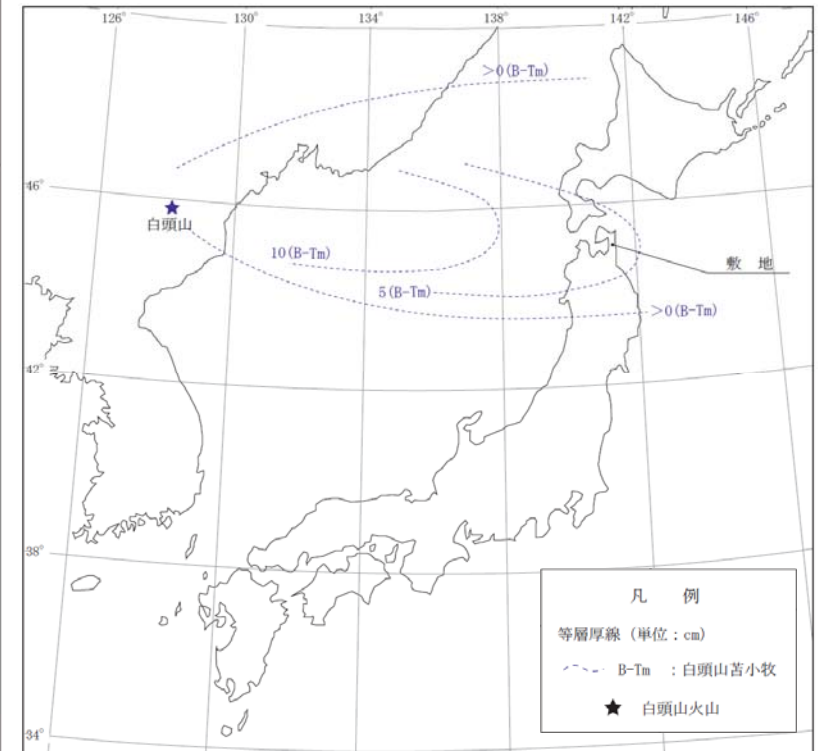 126°
130°
134°
138°
142°
146°
>0(B-Tm)
46°
白頭山
10(B-Tm)
敷 地
5(B-Tm)
>0(B-Tm)
42°
38°
凡 例
等層厚線（単位：cm）
B-Tm ：白頭山苫小牧
白頭山火山
34°